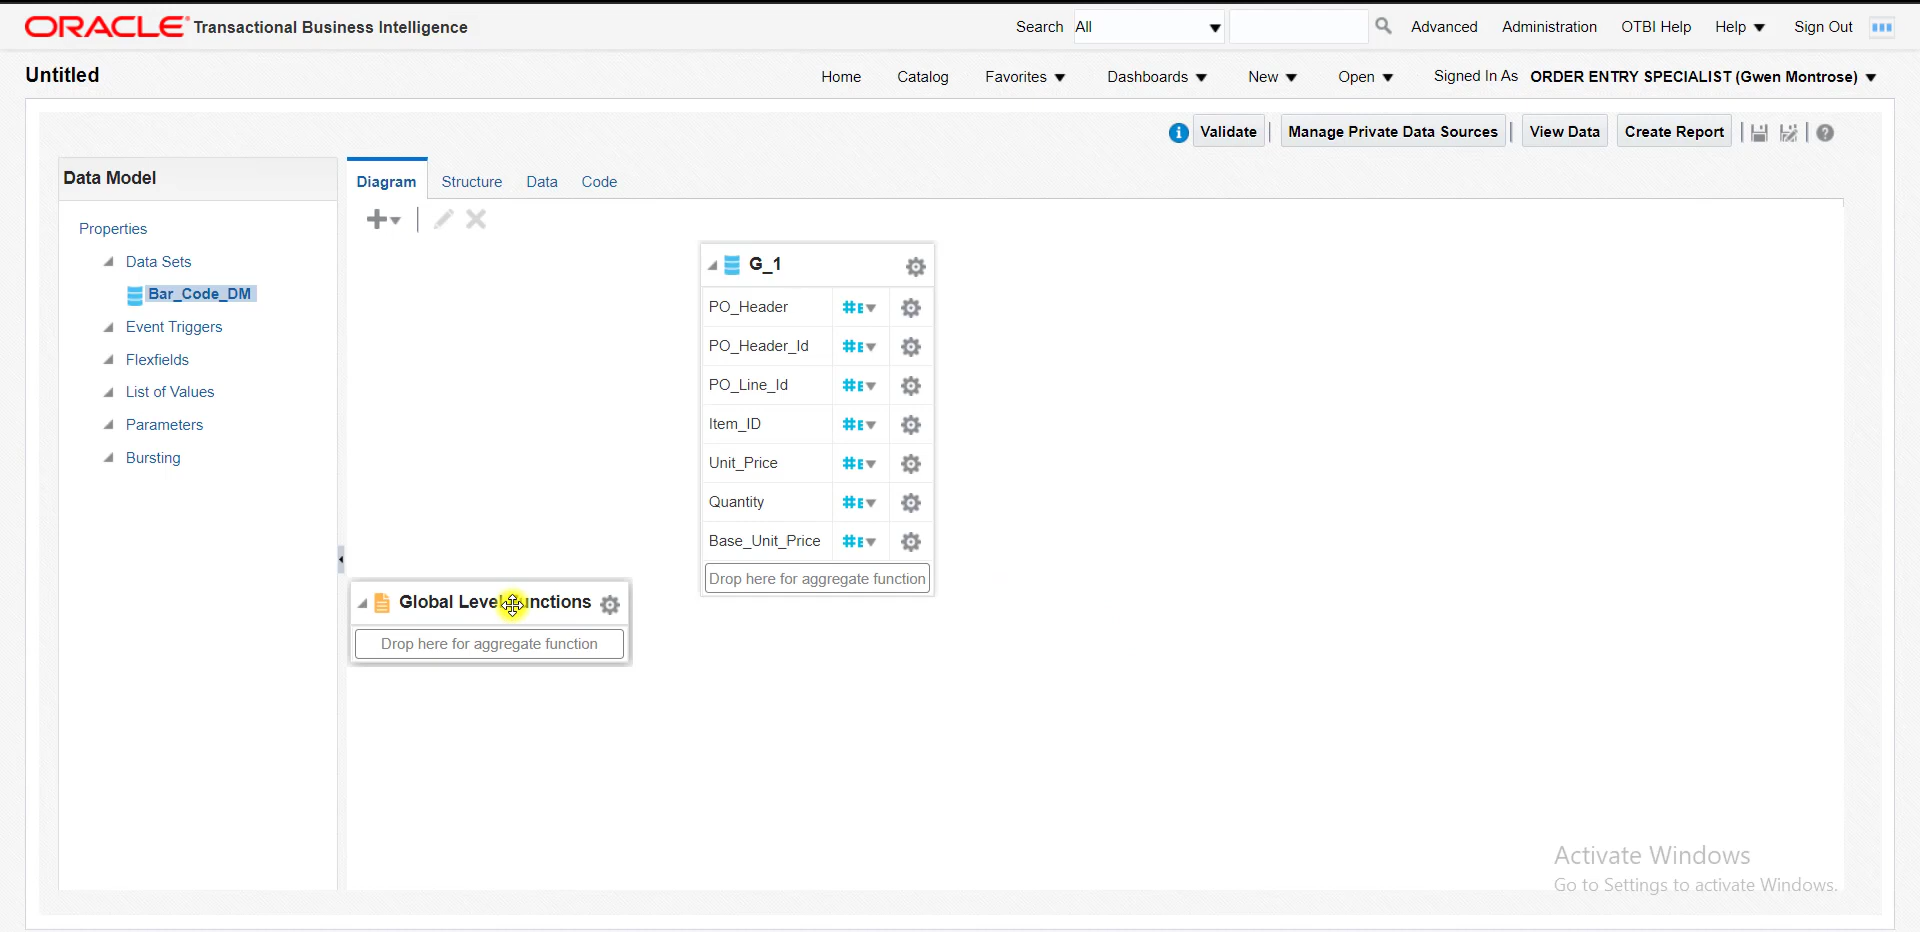 ORACLE® Transactional Business Intelligence
Search All Advanced Administration OTBI Help Help Sign Out
Untitled
Home Catalog Favorites Dashboards New Open Signed In As ORDER ENTRY SPECIALIST (Gwen Montrose)
Validate Manage Private Data Sources View Data Create Report
Data Model
Diagram Structure Data Code
Properties
Data Sets
Bar_Code_DM
Event Triggers
Flexfields
List of Values
Parameters
Bursting
G_1
PO_Header
PO_Header_Id
PO_Line_Id
Item_ID
Unit_Price
Quantity
Base_Unit_Price
Drop here for aggregate function
Global Level unctions
Drop here for aggregate function
Activate Windows
Go to Settings to activate Windows.